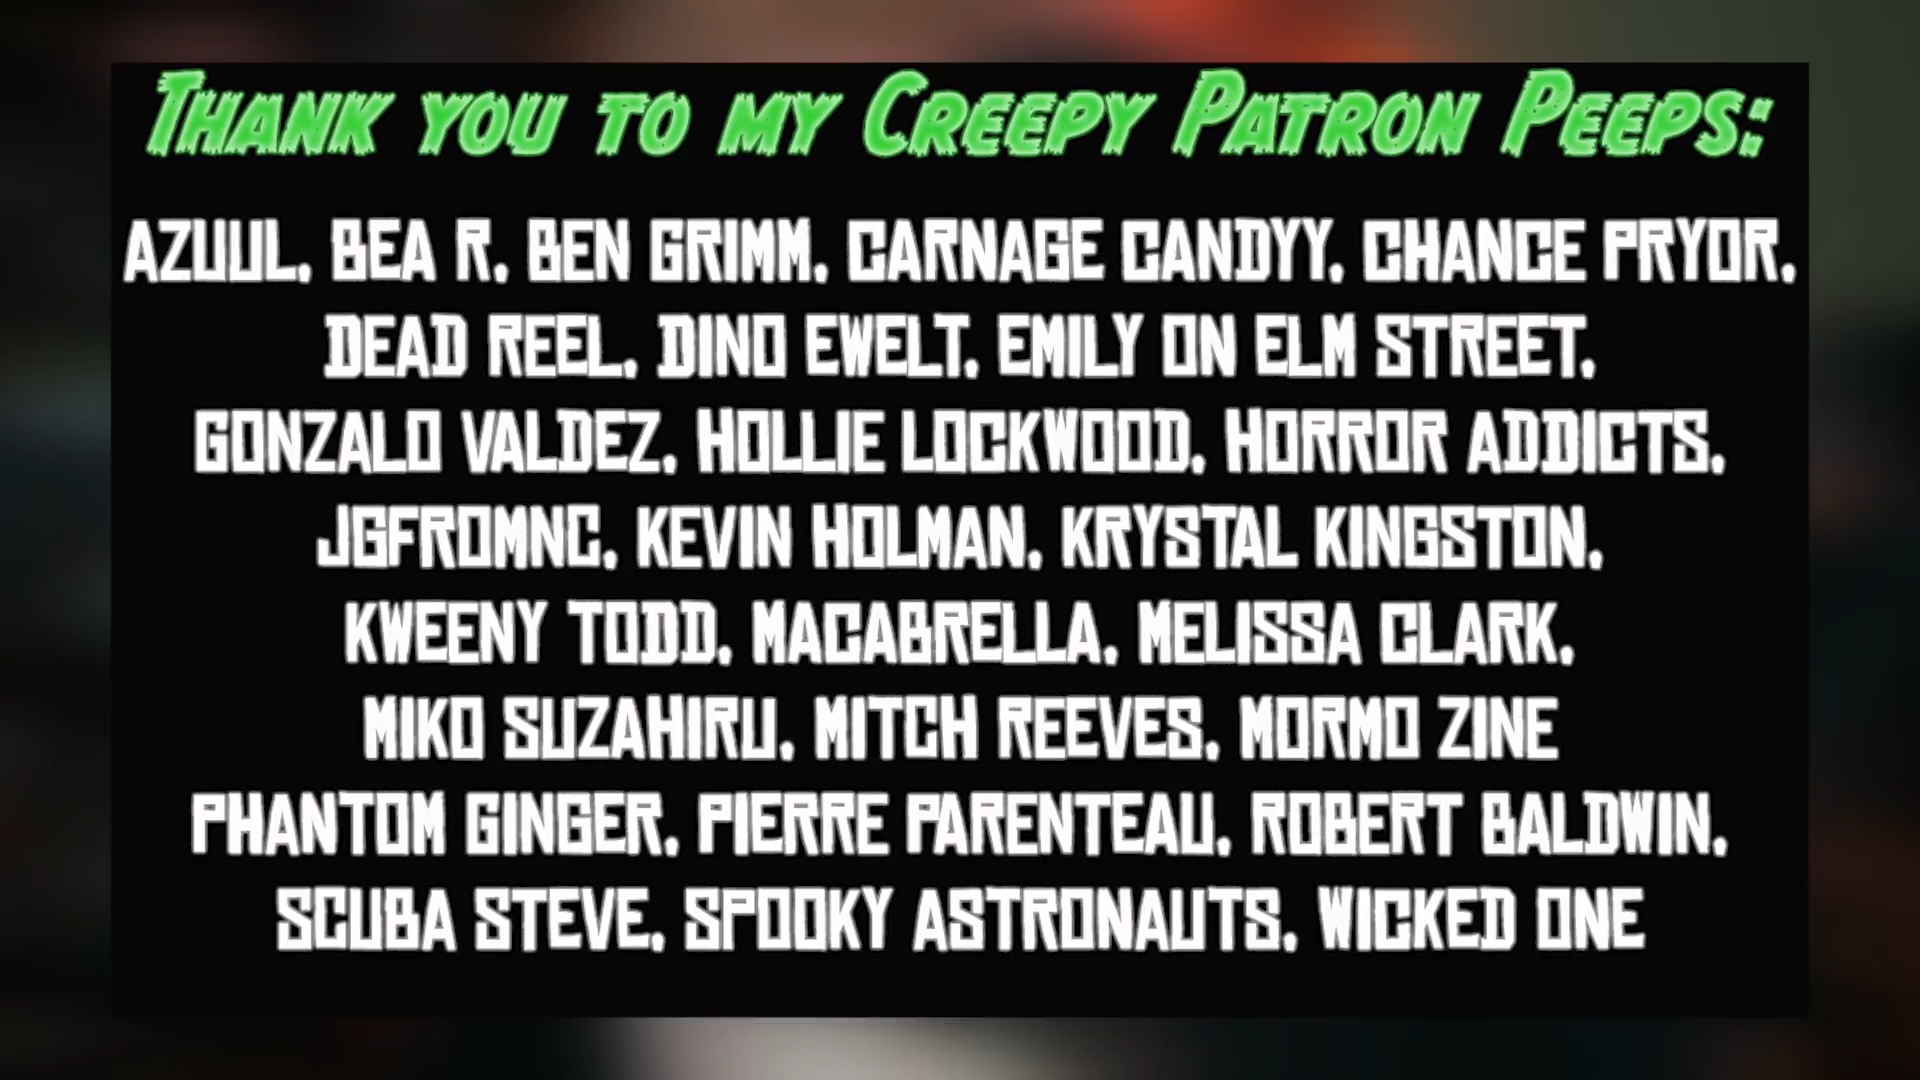 Thank you to my Creepy Patron Peeps:
AZUUL, BEA R, BEN GRIMM, CARNAGE CANDYY, CHANCE PRYOR,
DEAD REEL, DINO EWELT, EMILY ON ELM STREET,
GONZALO VALDEZ, HOLLIE LOCKWOOD, HORROR ADDICTS,
JGFROMNC, KEVIN HOLMAN, KRYSTAL KINGSTON,
KWEENY TODD, MACABRELLA, MELISSA CLARK,
MIKO SUZAHIRU, MITCH REEVES, MORMO ZINE
PHANTOM GINGER, PIERRE PARENTEAU, ROBERT BALDWIN,
SCUBA STEVE, SPOOKY ASTRONAUTS, WICKED ONE